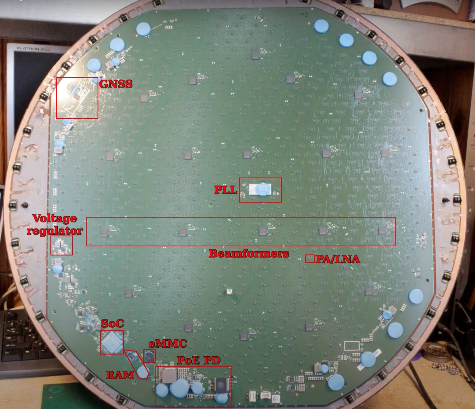 GNSS
PLL
Voltage
regulator
Beamformers
PA/LNA
SoC
eMMC
RAM
PoE PD